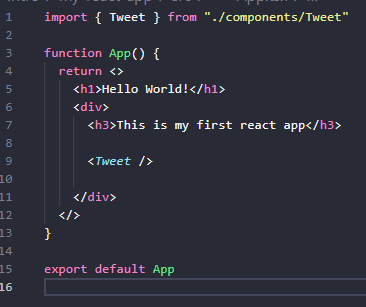 1 import { Tweet } from "./components/Tweet"
2
3 function App() {
4   return <>
5     <h1>Hello World!</h1>
6     <div>
7       <h3>This is my first react app</h3>
8
9       <Tweet />
10
11     </div>
12   </>
13 }
14
15 export default App
16